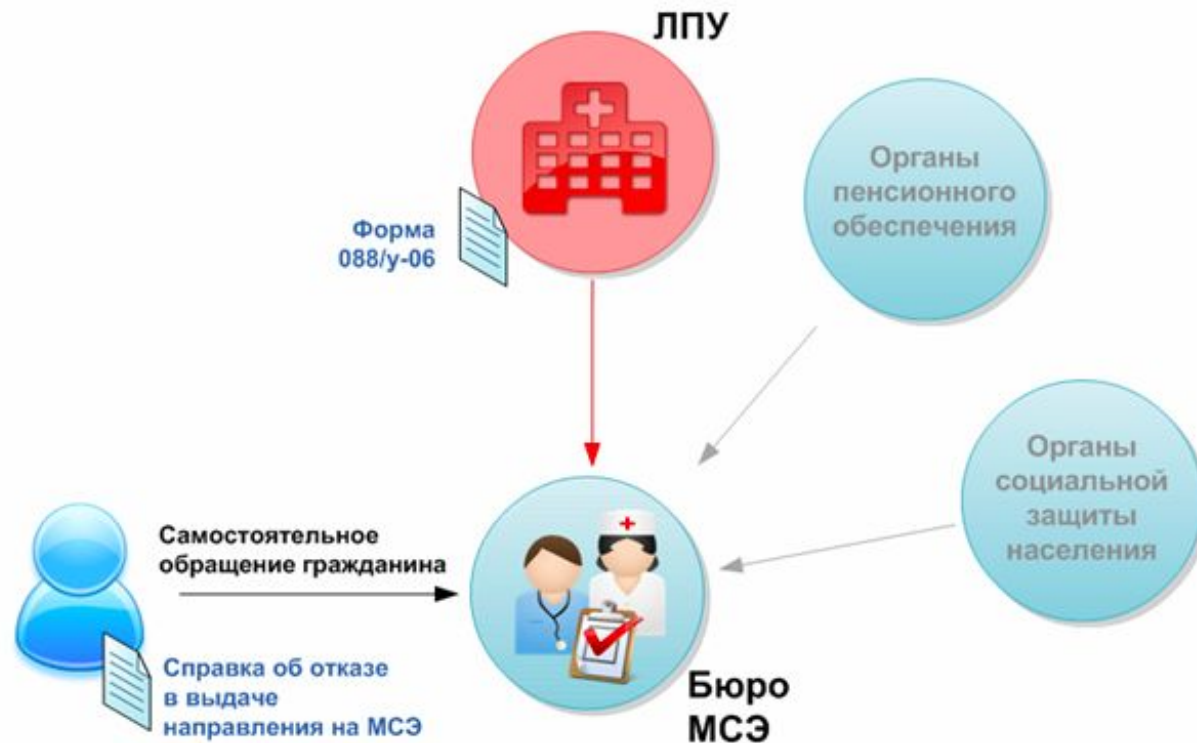 ЛПУ
Форма
088/у-06
Органы
пенсионного
обеспечения
Органы
социальной
защиты
населения
Самостоятельное
обращение гражданина
Справка об отказе
в выдаче
направления на МСЭ
Бюро
МСЭ